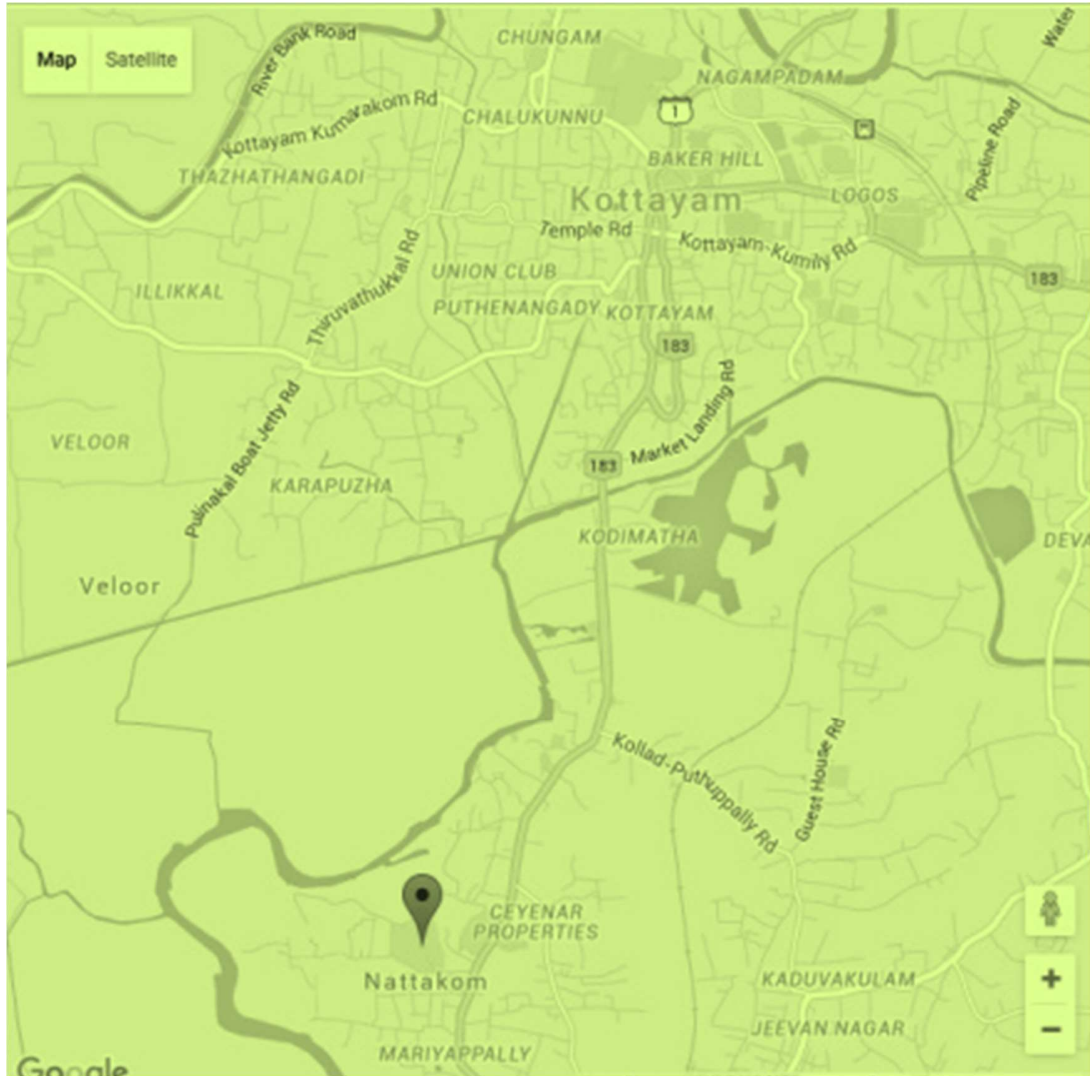 Map
Satellite
River Bank Road
CHUNGAM
NAGAMPADAM
Water
Kottayam Kumarakom Rd
CHALUKUNNU
1
Pipeline Road
THAZHATHANGADI
BAKER HILL
LOGOS
Kottayam
Temple Rd
Kottayam-Kumily Rd
183
ILLIKKAL
Thiruvathukkal Rd
UNION CLUB
PUTHENANGADY
KOTTAYAM
183
VELOOR
Pulinakal Boat Jetty Rd
Market Landing Rd
183
KARAPUZHA
KODIMATHA
DEVA
Veloor
Kollad-Puthuppally Rd
Guest House Rd
CEYENAR
PROPERTIES
Nattakom
KADUVAKULAM
+
JEEVAN NAGAR
−
MARIYAPPALLY
Google